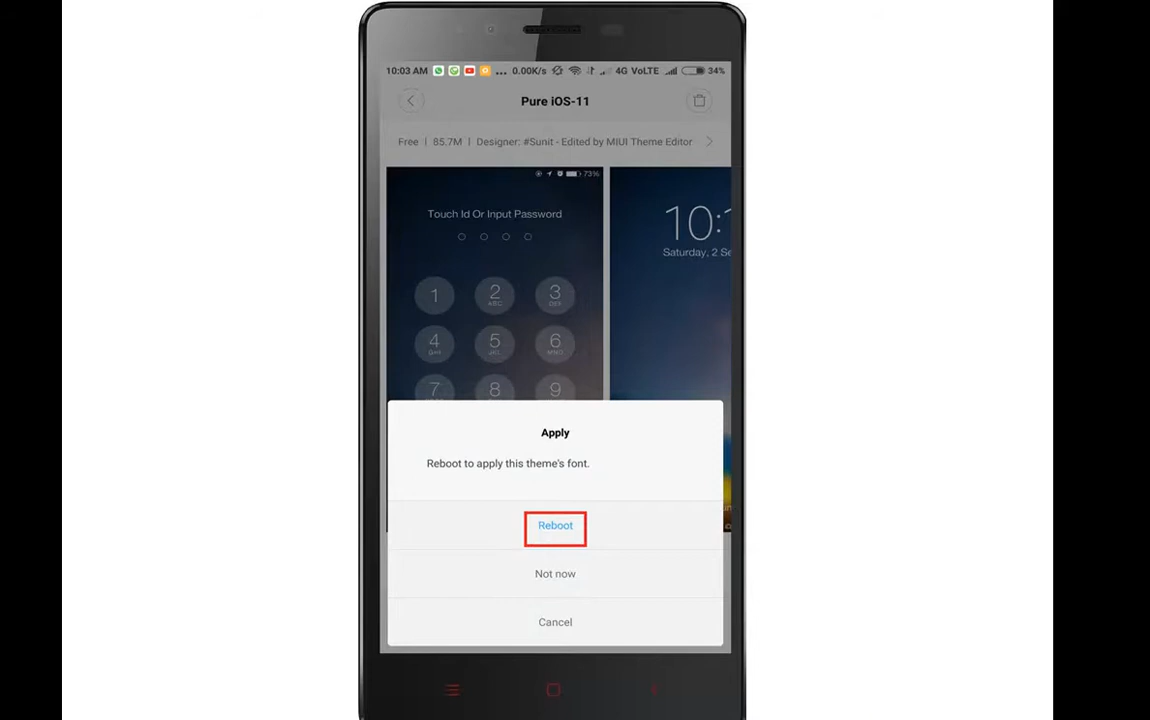 10:03 AM ... 0.00K/s 4G VoLTE 34%
Pure iOS-11
Free | 85.7M | Designer: #Sunit - Edited by MIUI Theme Editor
73%
Touch Id Or Input Password
10:1
Saturday, 2 Se
1 2 3
ABC DEF
4 5 6
GHI JKL MNO
7 8 9
Apply
Reboot to apply this theme's font.
Reboot
Not now
Cancel